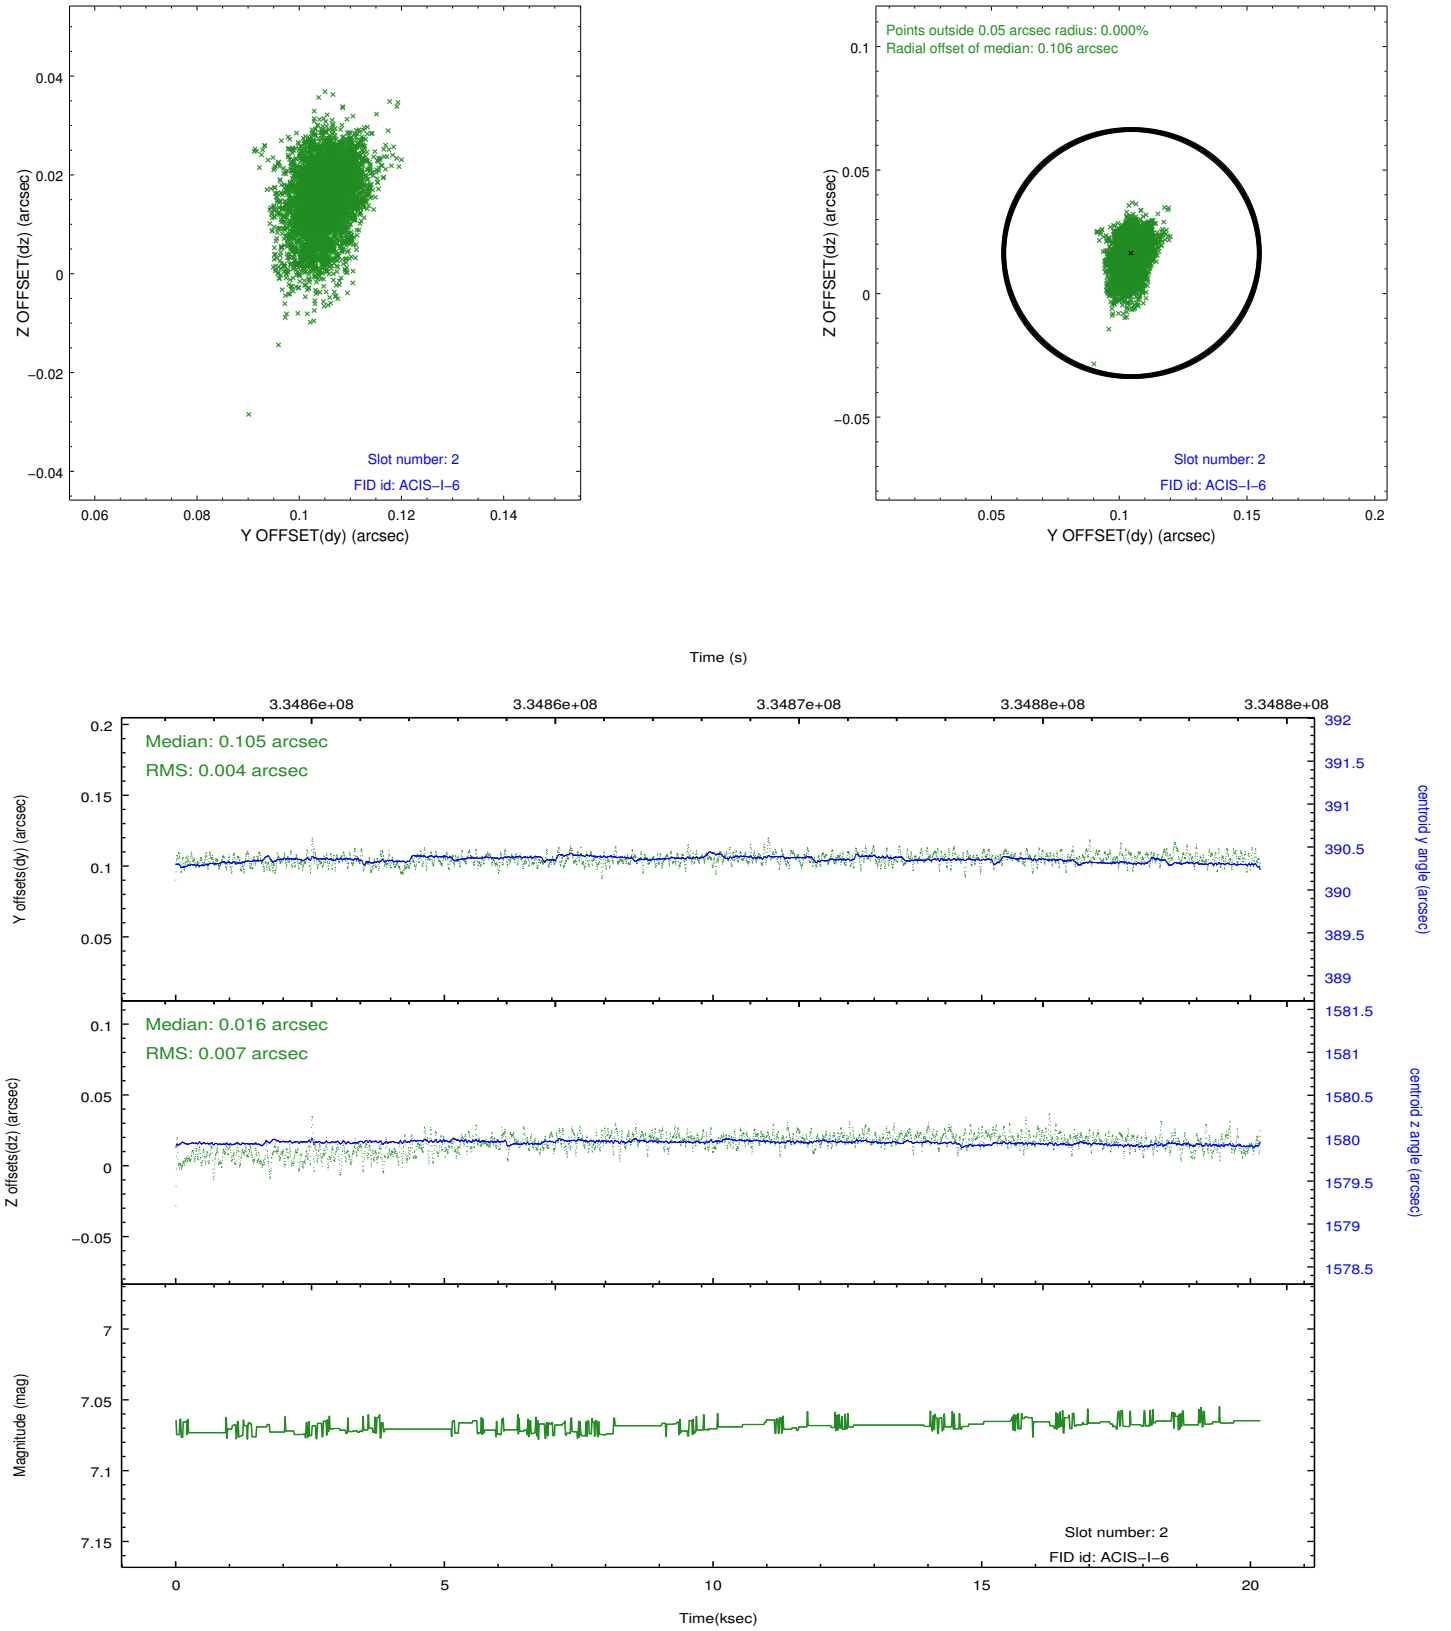 0.04
0.02
0
−0.02
−0.04
Z OFFSET(dz) (arcsec)
Slot number: 2
FID id: ACIS−I−6
0.06 0.08 0.1 0.12 0.14
Y OFFSET(dy) (arcsec)
Points outside 0.05 arcsec radius: 0.000%
Radial offset of median: 0.106 arcsec
0.1
0.05
0
−0.05
Z OFFSET(dz) (arcsec)
Slot number: 2
FID id: ACIS−I−6
0.05 0.1 0.15 0.2
Y OFFSET(dy) (arcsec)
Time (s)
3.3486e+08 3.3486e+08 3.3487e+08 3.3488e+08 3.3488e+08
Median: 0.105 arcsec
RMS: 0.004 arcsec
0.2
0.15
0.1
0.05
Y offsets(dy) (arcsec)
392
391.5
391
390.5
390
389.5
389
centroid y angle (arcsec)
Median: 0.016 arcsec
RMS: 0.007 arcsec
0.1
0.05
0
−0.05
Z offsets(dz) (arcsec)
1581.5
1581
1580.5
1580
1579.5
1579
1578.5
centroid z angle (arcsec)
7
7.05
7.1
7.15
Magnitude (mag)
Slot number: 2
FID id: ACIS−I−6
0 5 10 15 20
Time(ksec)